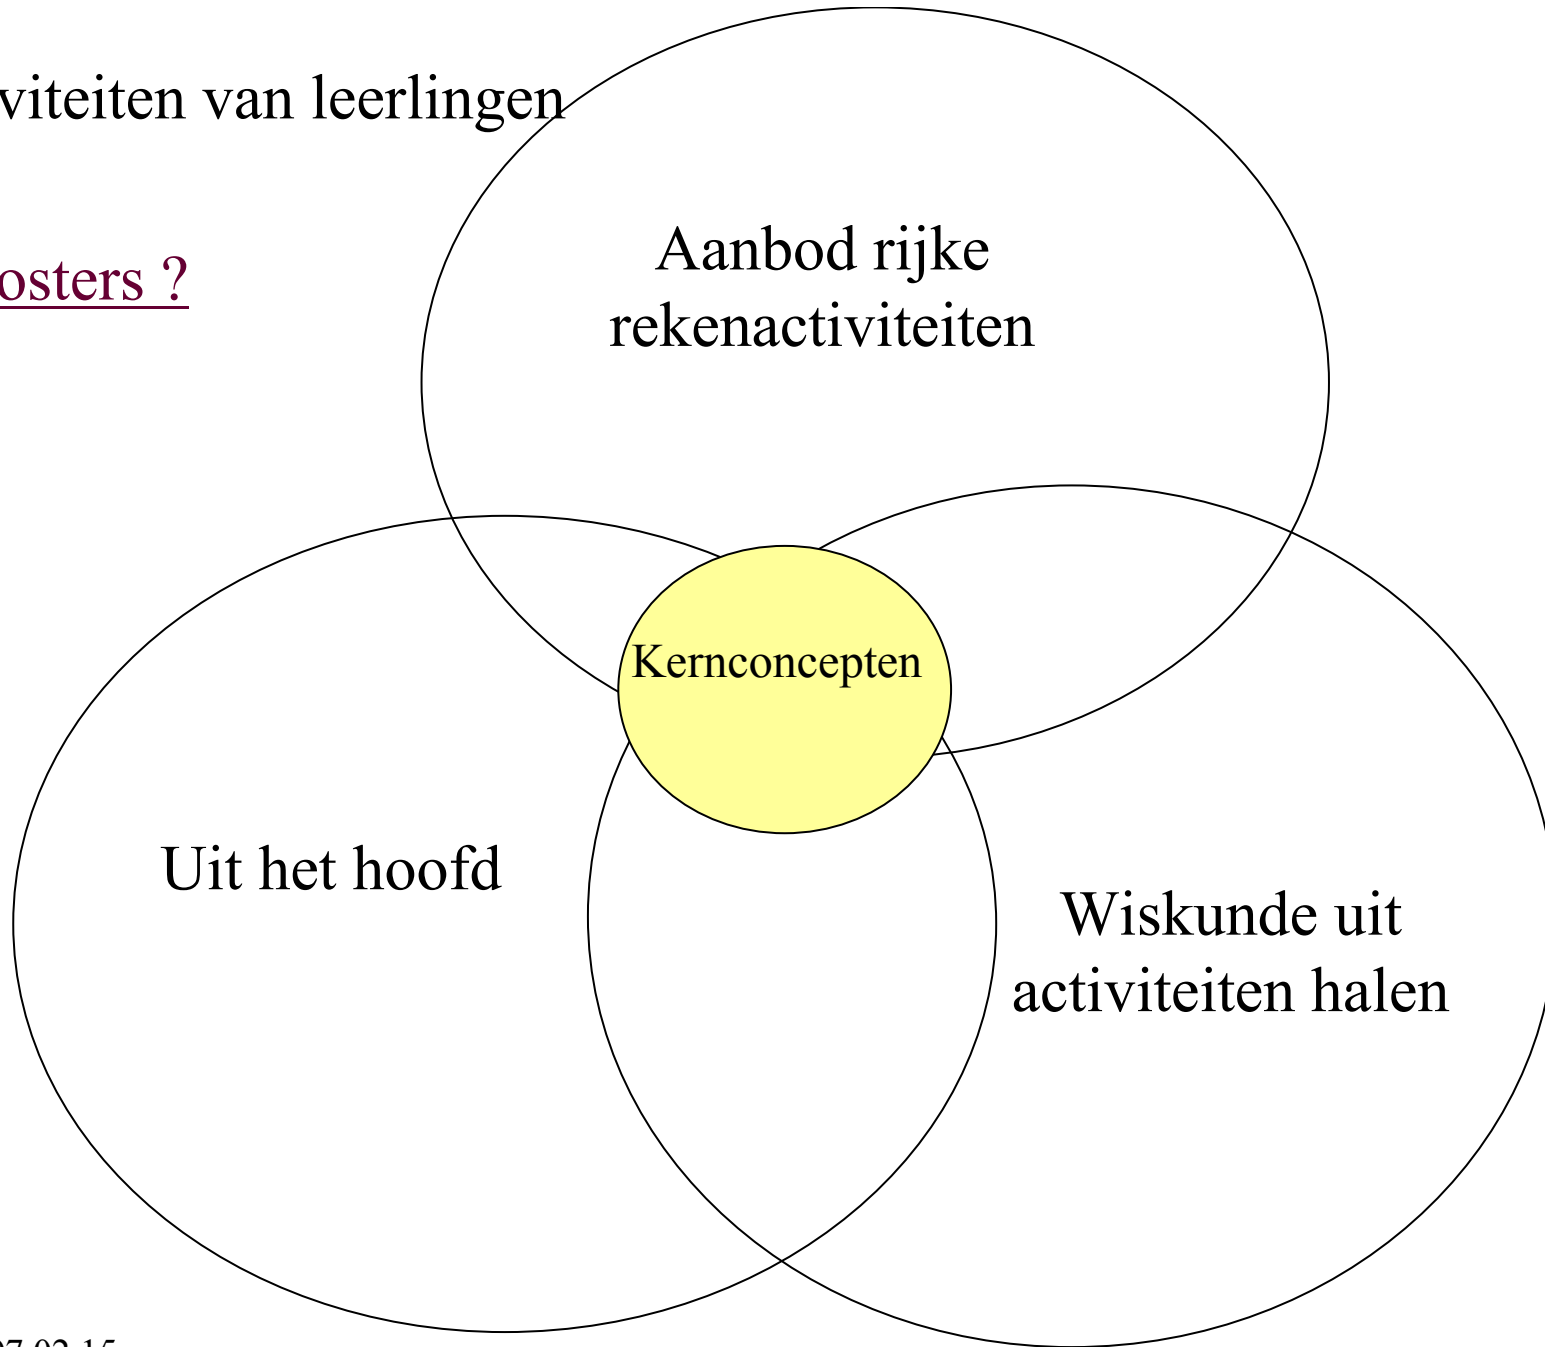 viteiten van leerlingen
osters ?
Aanbod rijke
rekenactiviteiten
Kernconcepten
Uit het hoofd
Wiskunde uit
activiteiten halen